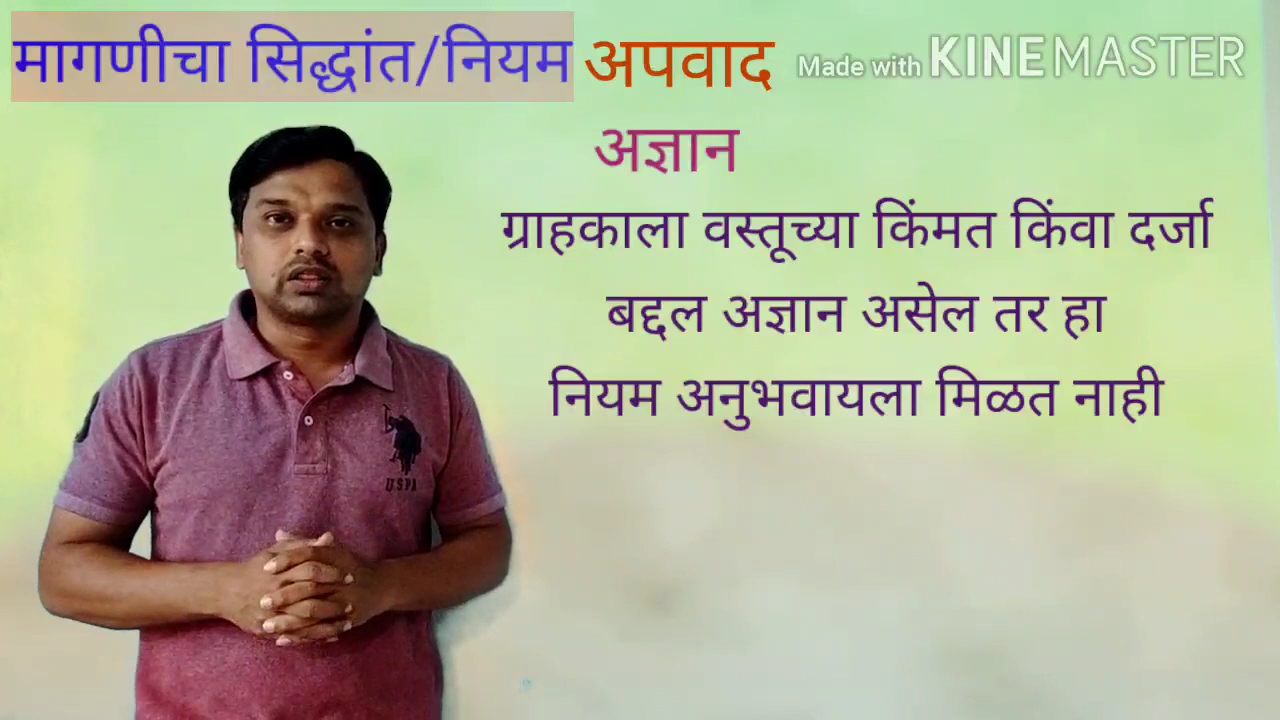 मागणीचा सिद्धांत/नियम अपवाद Made with KINEMASTER
अज्ञान
ग्राहकाला वस्तूच्या किंमत किंवा दर्जा
बद्दल अज्ञान असेल तर हा
नियम अनुभवायला मिळत नाही
USPA